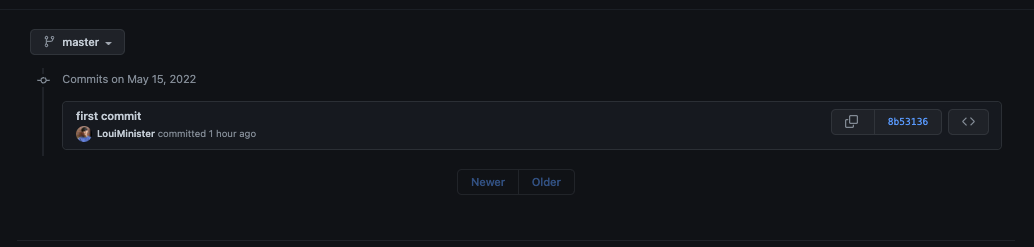 master
Commits on May 15, 2022
first commit
LouiMinister committed 1 hour ago
8b53136
Newer
Older